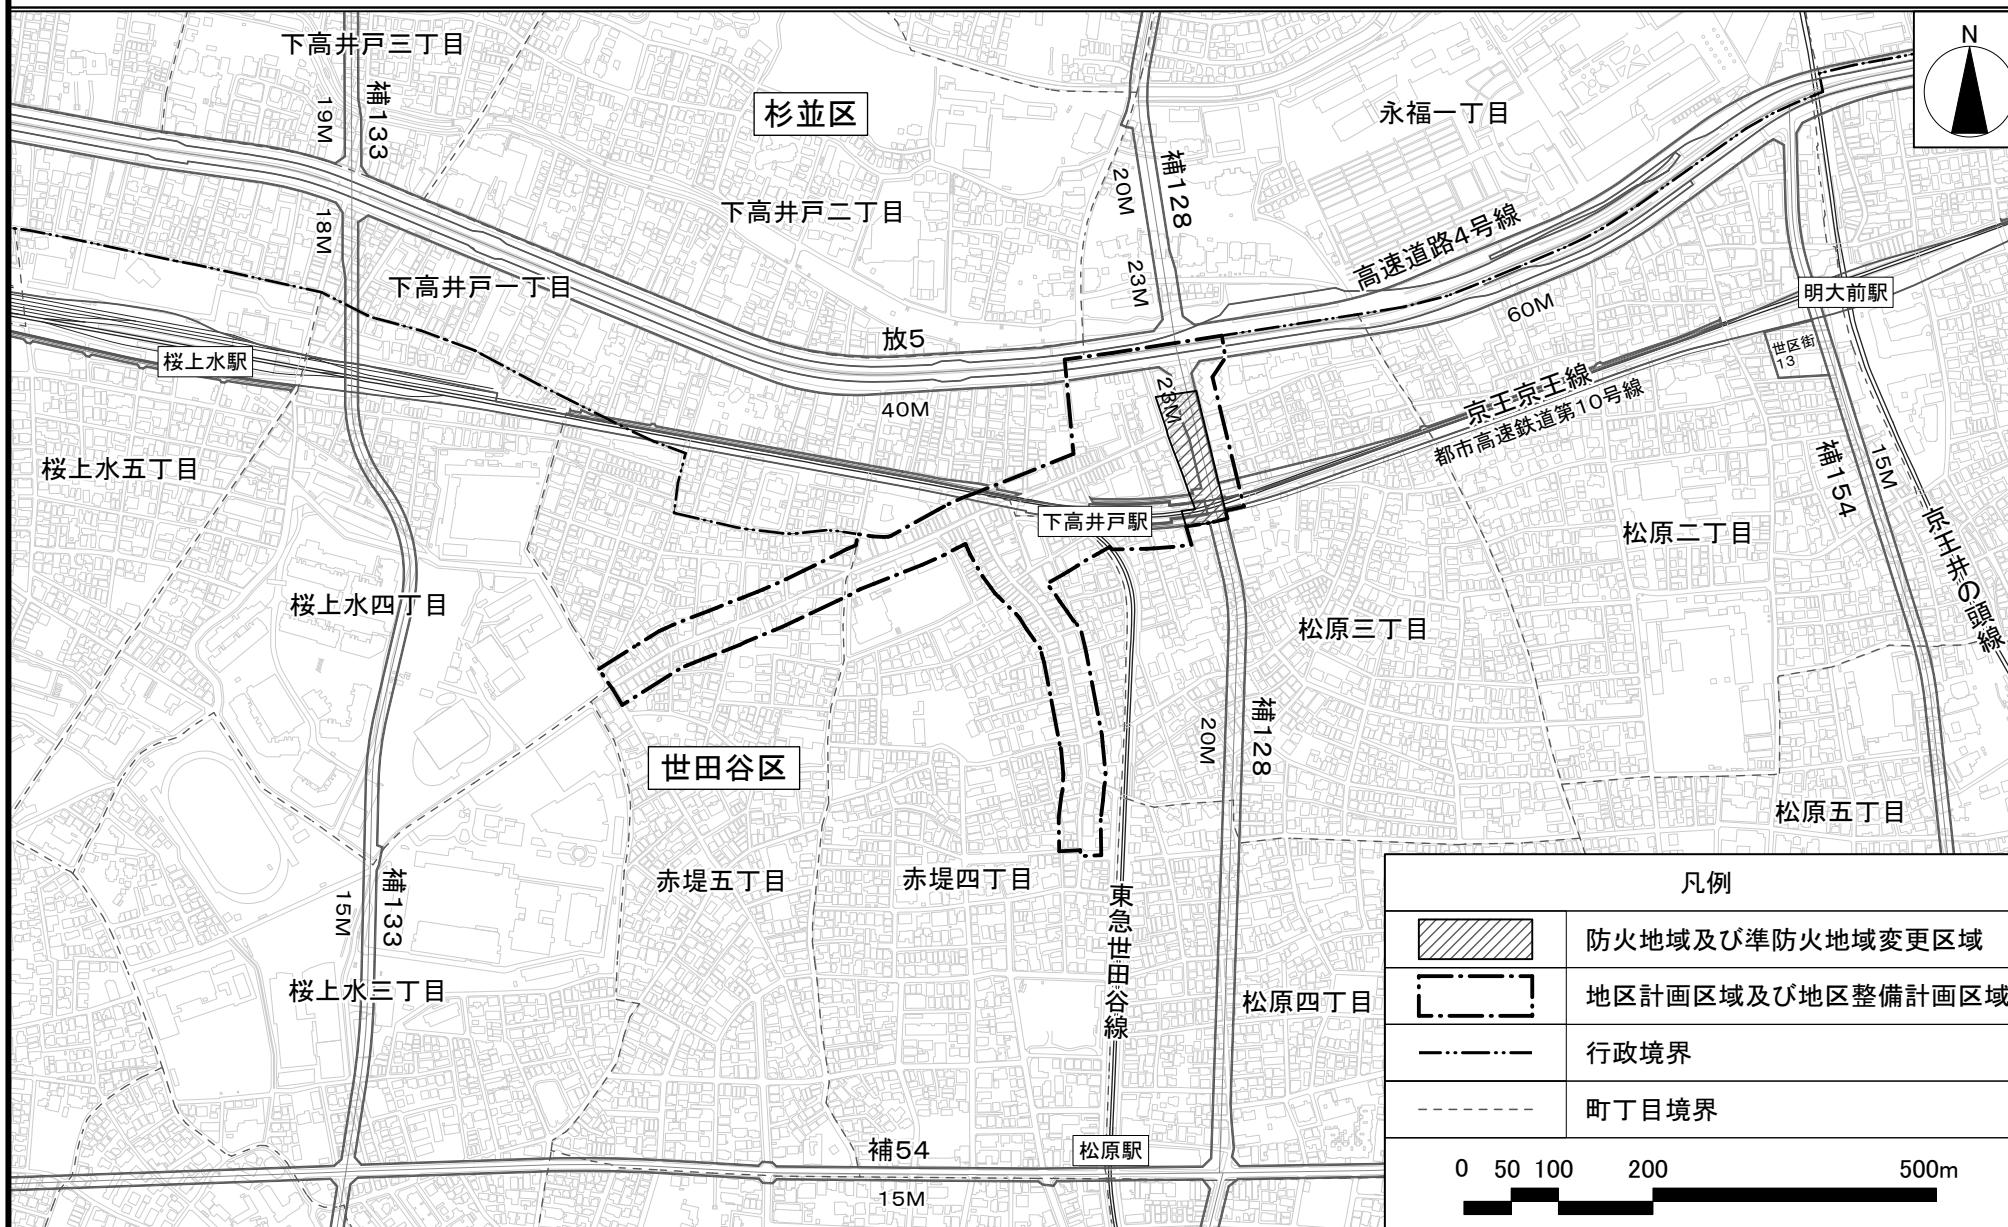 下高井戸三丁目
N
補133
19M
杉並区
永福一丁目
補128
20M
下高井戸二丁目
18M
高速道路4号線
23M
下高井戸一丁目
明大前駅
60M
放5
世区街
13
桜上水駅
23M
京王京王線
40M
都市高速鉄道第10号線
桜上水五丁目
補154
15M
下高井戸駅
松原二丁目
京王井の頭線
桜上水四丁目
松原三丁目
20M
補128
世田谷区
松原五丁目
赤堤五丁目
赤堤四丁目
補133
15M
東急世田谷線
桜上水三丁目
松原四丁目
補54
松原駅
15M
凡例
防火地域及び準防火地域変更区域
地区計画区域及び地区整備計画区域
行政境界
町丁目境界
0 50 100 200 500m